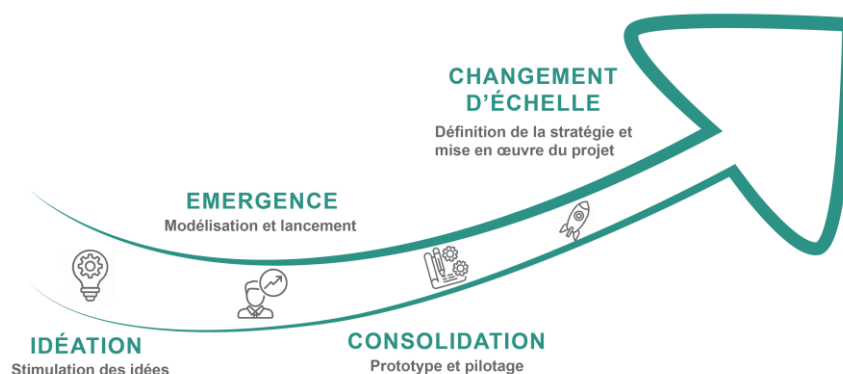 IDÉATION
Stimulation des idées
EMERGENCE
Modélisation et lancement
CONSOLIDATION
Prototype et pilotage
CHANGEMENT
D'ÉCHELLE
Définition de la stratégie et
mise en œuvre du projet